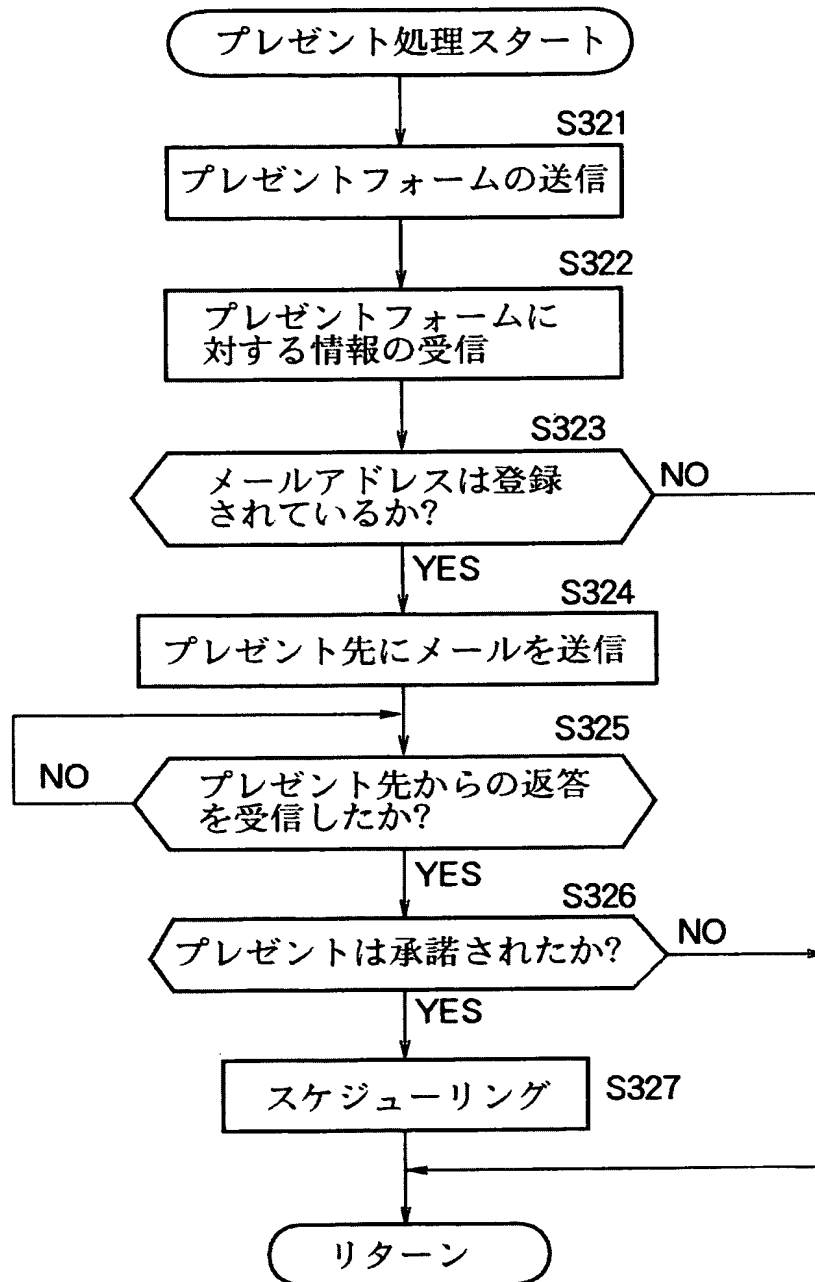 プレゼント処理スタート
S321
プレゼントフォームの送信
S322
プレゼントフォームに
対する情報の受信
S323
メールアドレスは登録
されているか?
NO
YES
S324
プレゼント先にメールを送信
S325
NO
プレゼント先からの返答
を受信したか?
YES
S326
プレゼントは承諾されたか?
NO
YES
スケジューリング
S327
リターン